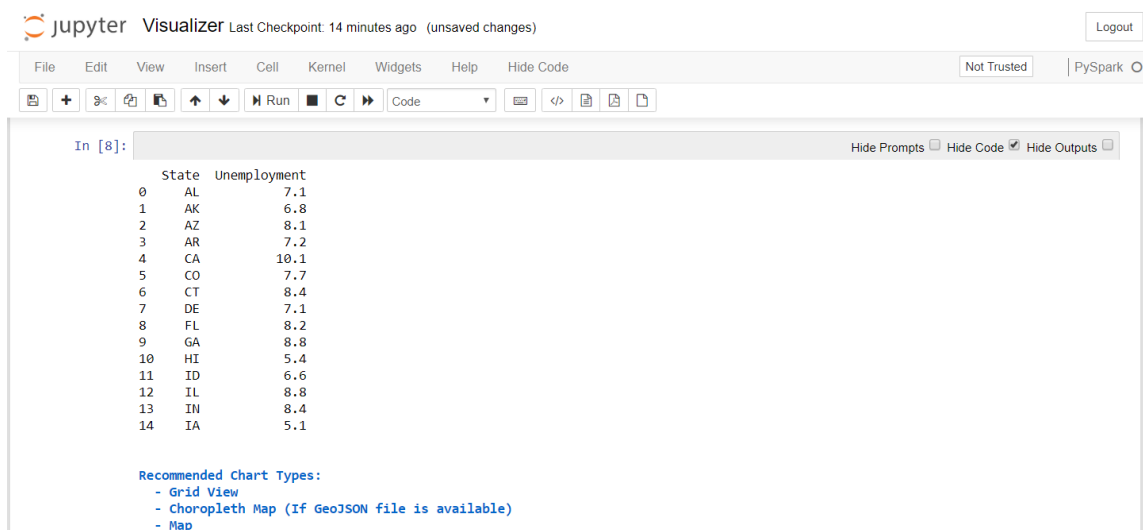 jupyter Visualizer Last Checkpoint: 14 minutes ago (unsaved changes) Logout
File Edit View Insert Cell Kernel Widgets Help Hide Code Not Trusted PySpark
Run Code
In [8]: Hide Prompts Hide Code Hide Outputs
State Unemployment
0 AL 7.1
1 AK 6.8
2 AZ 8.1
3 AR 7.2
4 CA 10.1
5 CO 7.7
6 CT 8.4
7 DE 7.1
8 FL 8.2
9 GA 8.8
10 HI 5.4
11 ID 6.6
12 IL 8.8
13 IN 8.4
14 IA 5.1
Recommended Chart Types:
- Grid View
- Choropleth Map (If GeoJSON file is available)
- Map